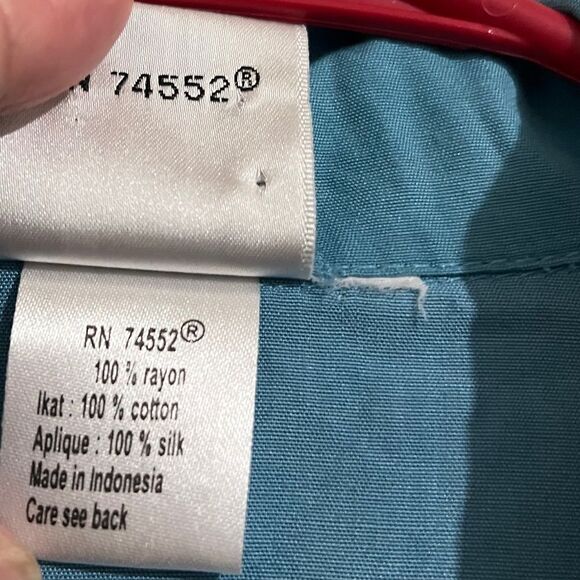 74552®
RN 74552®
100 % rayon
Ikat : 100 % cotton
Aplique : 100 % silk
Made in Indonesia
Care see back